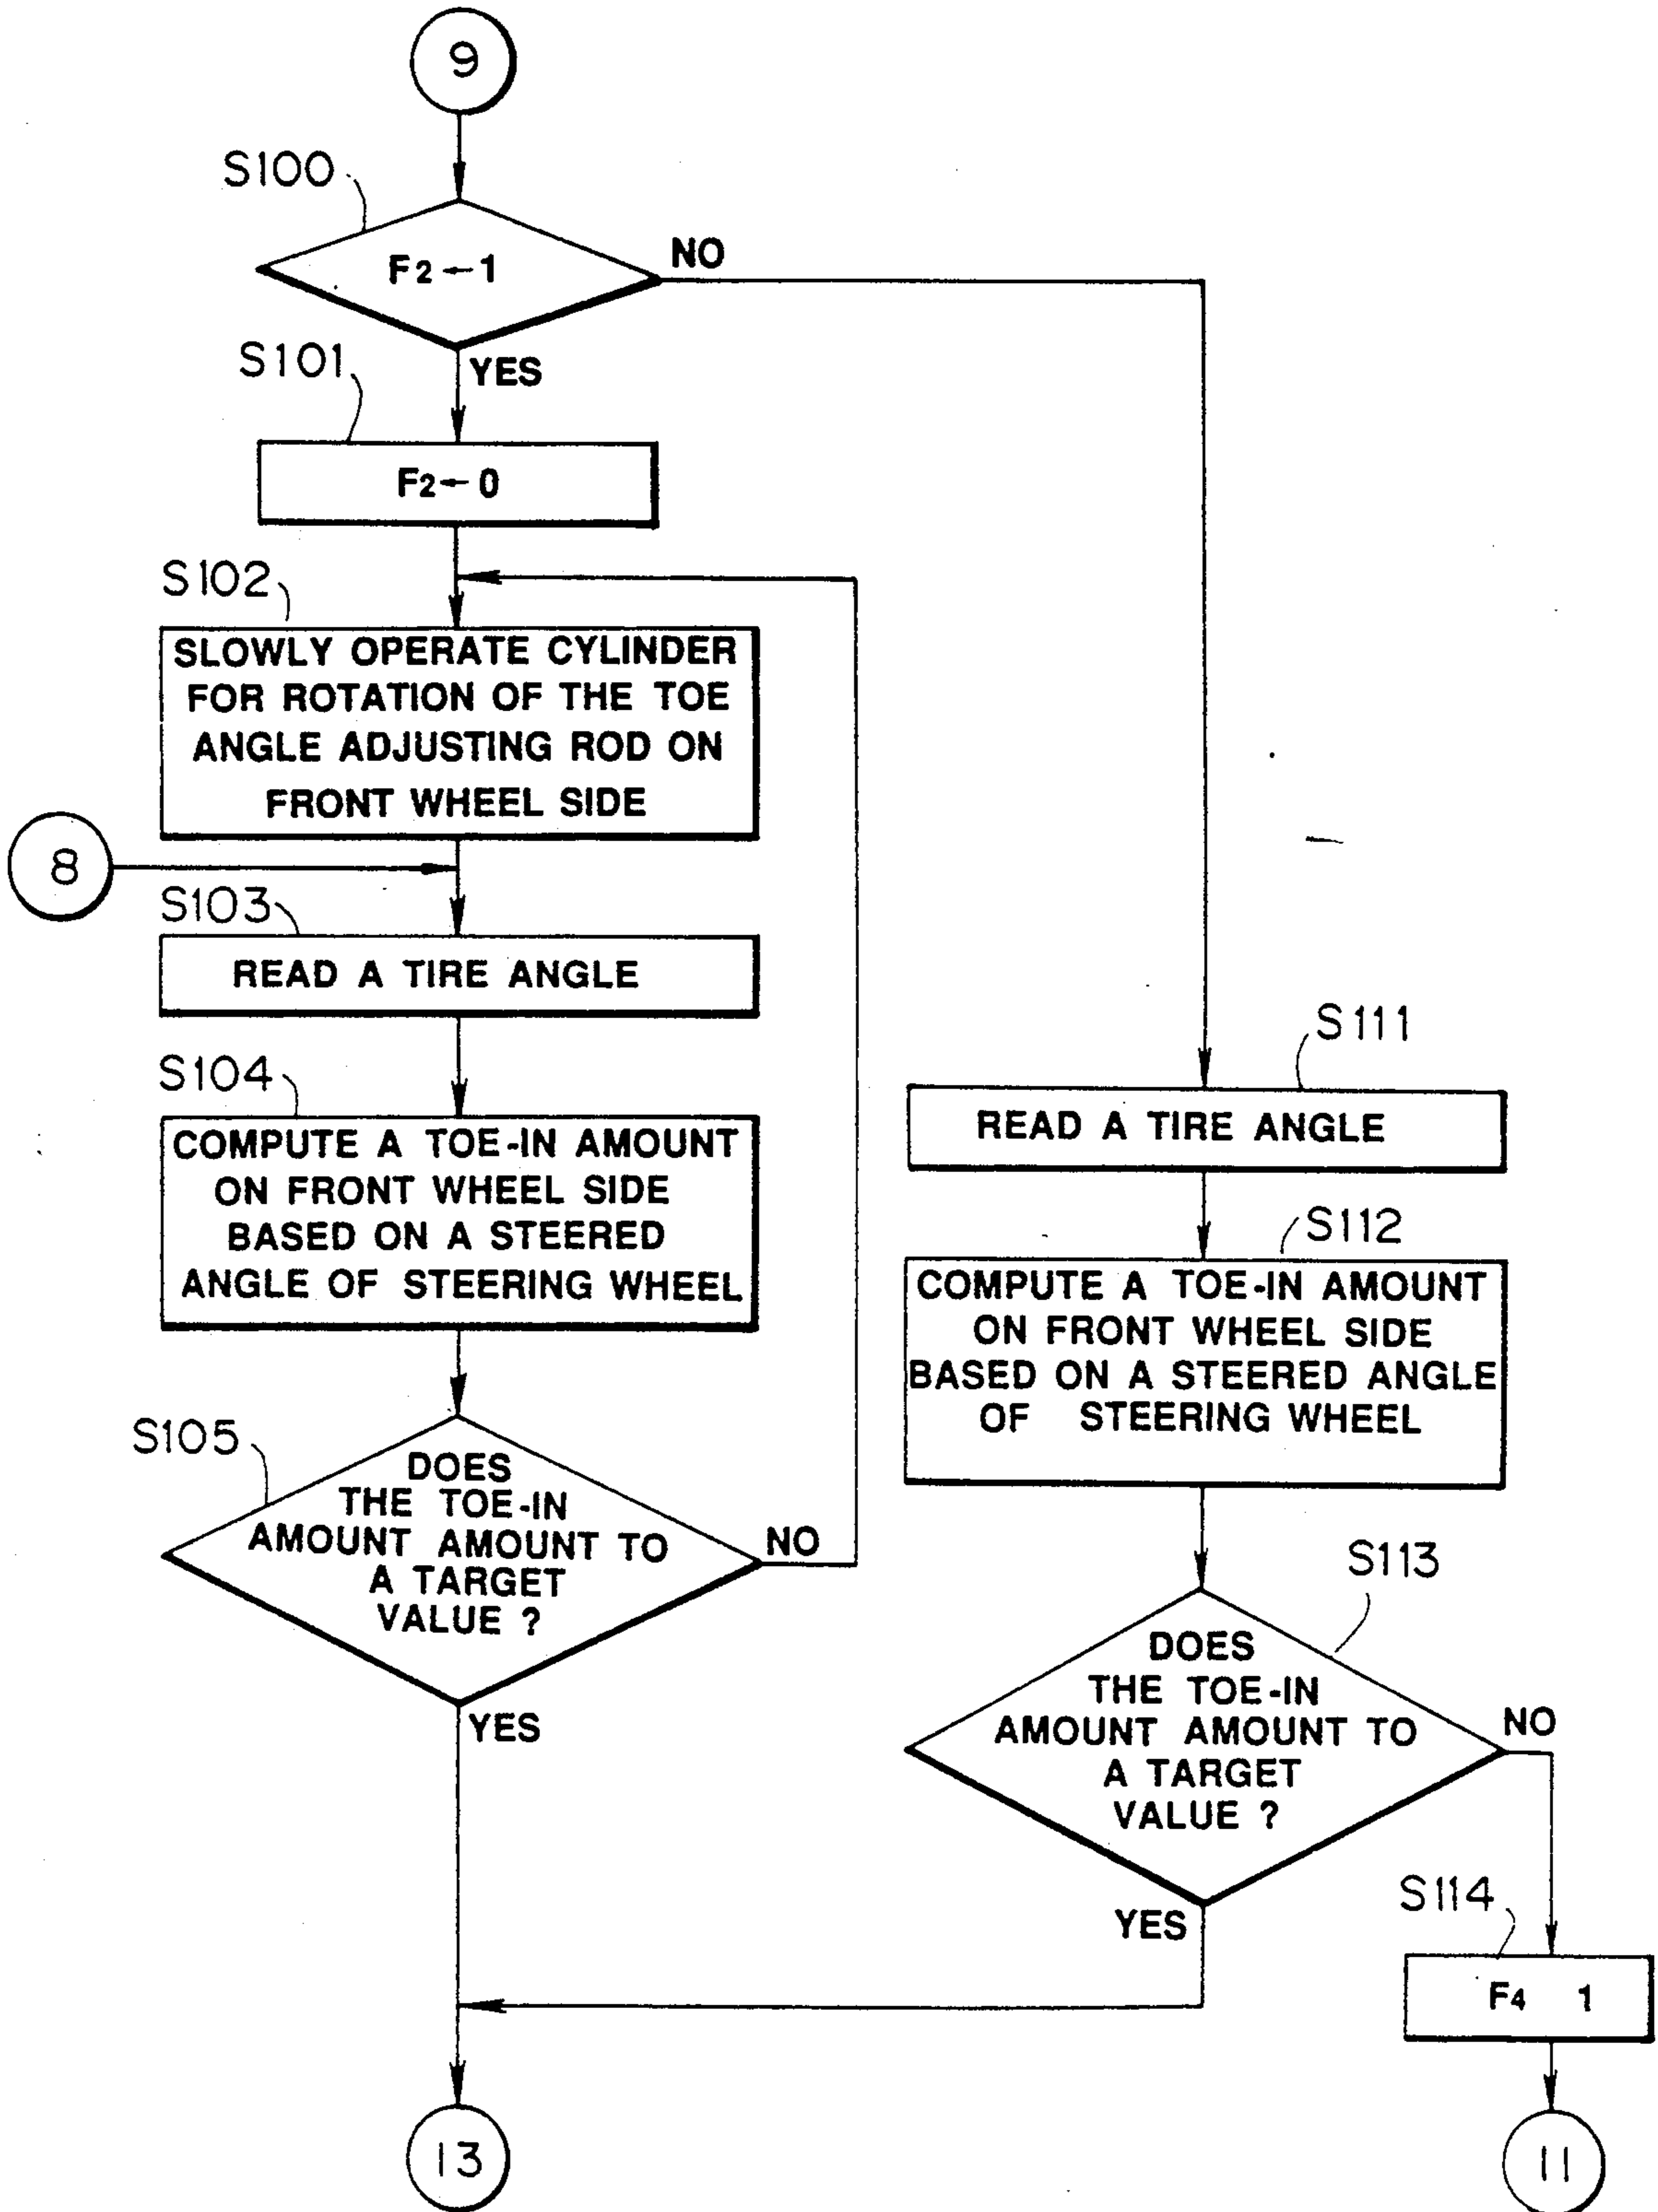 9
S100
F2←1
NO
YES
S101
F2←0
S102
SLOWLY OPERATE CYLINDER
FOR ROTATION OF THE TOE
ANGLE ADJUSTING ROD ON
FRONT WHEEL SIDE
8
S103
READ A TIRE ANGLE
S104
COMPUTE A TOE-IN AMOUNT
ON FRONT WHEEL SIDE
BASED ON A STEERED
ANGLE OF STEERING WHEEL
S105
DOES
THE TOE-IN
AMOUNT AMOUNT TO
A TARGET
VALUE ?
NO
YES
S111
READ A TIRE ANGLE
S112
COMPUTE A TOE-IN AMOUNT
ON FRONT WHEEL SIDE
BASED ON A STEERED ANGLE
OF STEERING WHEEL
S113
DOES
THE TOE-IN
AMOUNT AMOUNT TO
A TARGET
VALUE ?
NO
YES
S114
F4 1
13
11